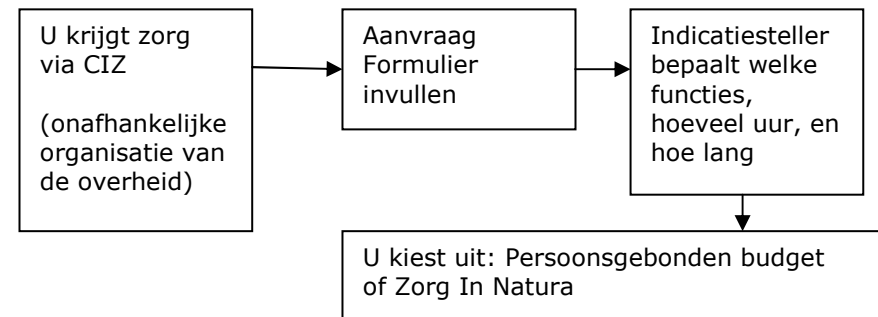 U krijgt zorg
via CIZ
(onafhankelijke
organisatie van
de overheid)
Aanvraag
Formulier
invullen
Indicatiesteller
bepaalt welke
functies,
hoeveel uur, en
hoe lang
U kiest uit: Persoonsgebonden budget
of Zorg In Natura